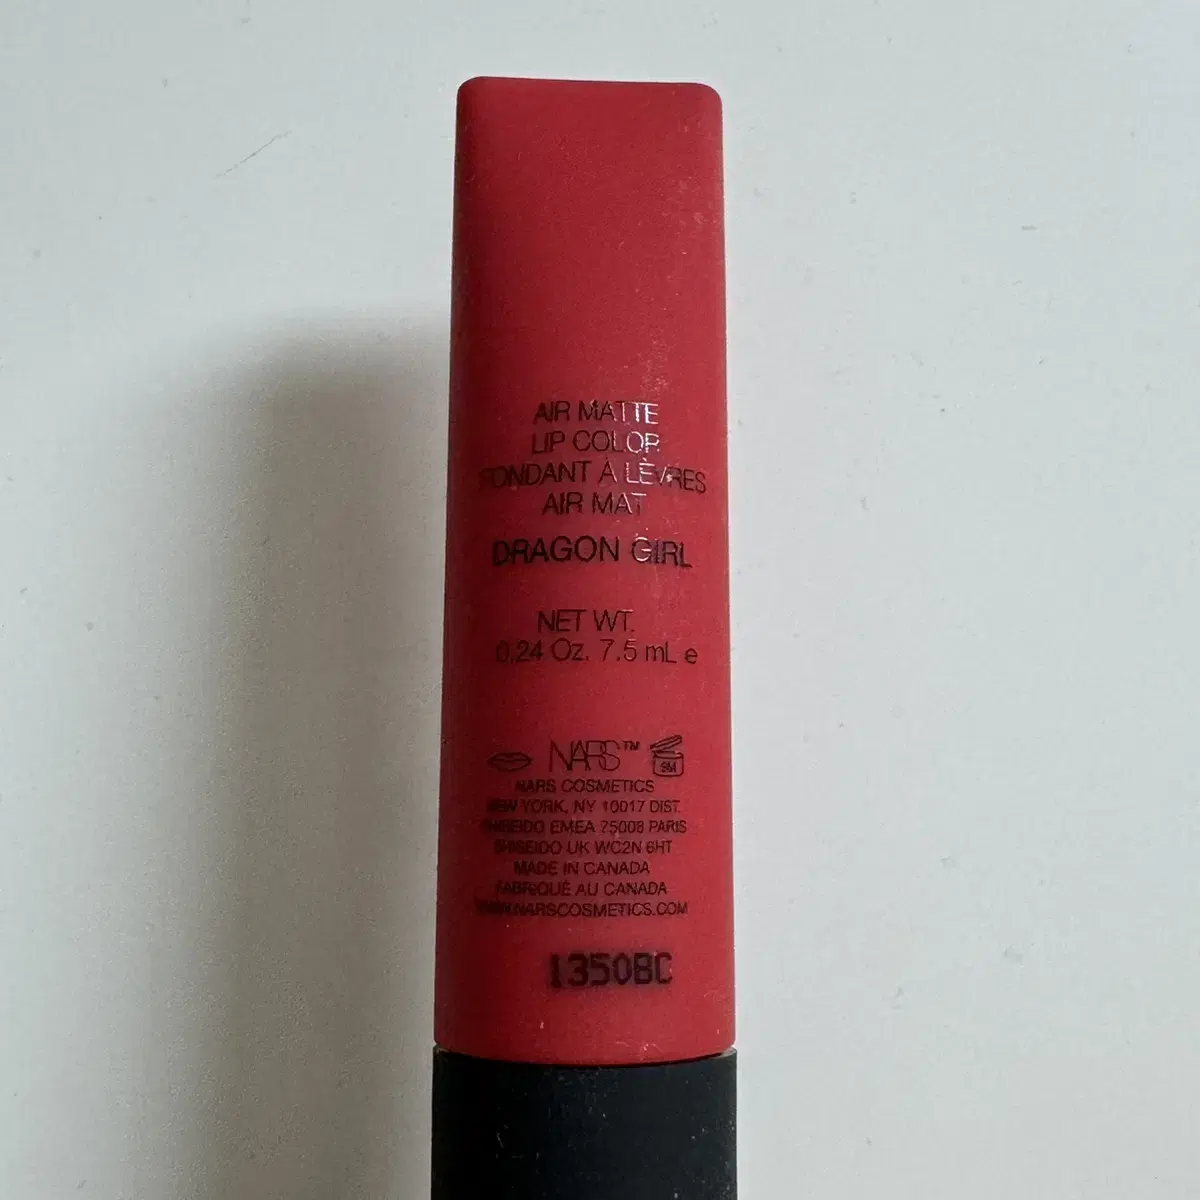 AIR MATTE
LIP COLOR
FONDANT À LÈVRES
AIR MAT
DRAGON GIRL
NET WT.
0.24 Oz. 7.5 mL e
NARS™ 9M
NARS COSMETICS
NEW YORK, NY 10017 DIST.
SHISEIDO EMEA 75008 PARIS
SHISEIDO UK WC2N 6HT
MADE IN CANADA
FABRIQUÉ AU CANADA
WWW.NARSCOSMETICS.COM
1350BC